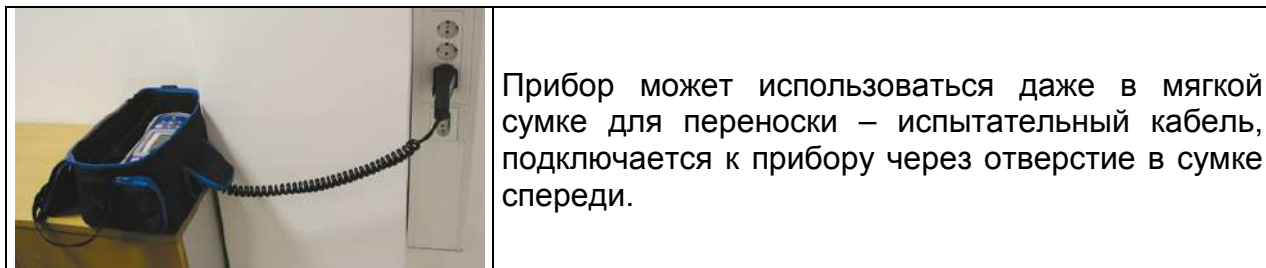 Прибор может использоваться даже в мягкой
сумке для переноски – испытательный кабель,
подключается к прибору через отверстие в сумке
спереди.